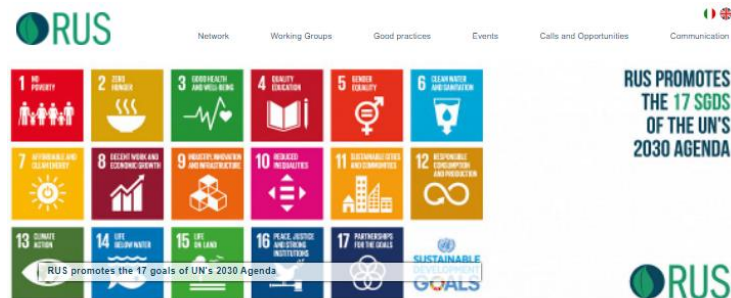 RUS
Network
Working Groups
Good practices
Events
Calls and Opportunities
Communication
1 NO POVERTY
2 ZERO HUNGER
3 GOOD HEALTH
AND WELL-BEING
4 QUALITY
EDUCATION
5 GENDER
EQUALITY
6 CLEAN WATER
AND SANITATION
RUS PROMOTES
THE 17 SGDS
OF THE UN'S
2030 AGENDA
7 AFFORDABLE AND
CLEAN ENERGY
8 DECENT WORK AND
ECONOMIC GROWTH
9 INDUSTRY, INNOVATION
AND INFRASTRUCTURE
10 REDUCED
INEQUALITIES
11 SUSTAINABLE CITIES
AND COMMUNITIES
12 RESPONSIBLE
CONSUMPTION
AND PRODUCTION
13 CLIMATE
ACTION
14 LIFE
BELOW WATER
15 LIFE
ON LAND
16 PEACE, JUSTICE
AND STRONG
INSTITUTIONS
17 PARTNERSHIPS
FOR THE GOALS
SUSTAINABLE
DEVELOPMENT
GOALS
RUS promotes the 17 goals of UN's 2030 Agenda
RUS